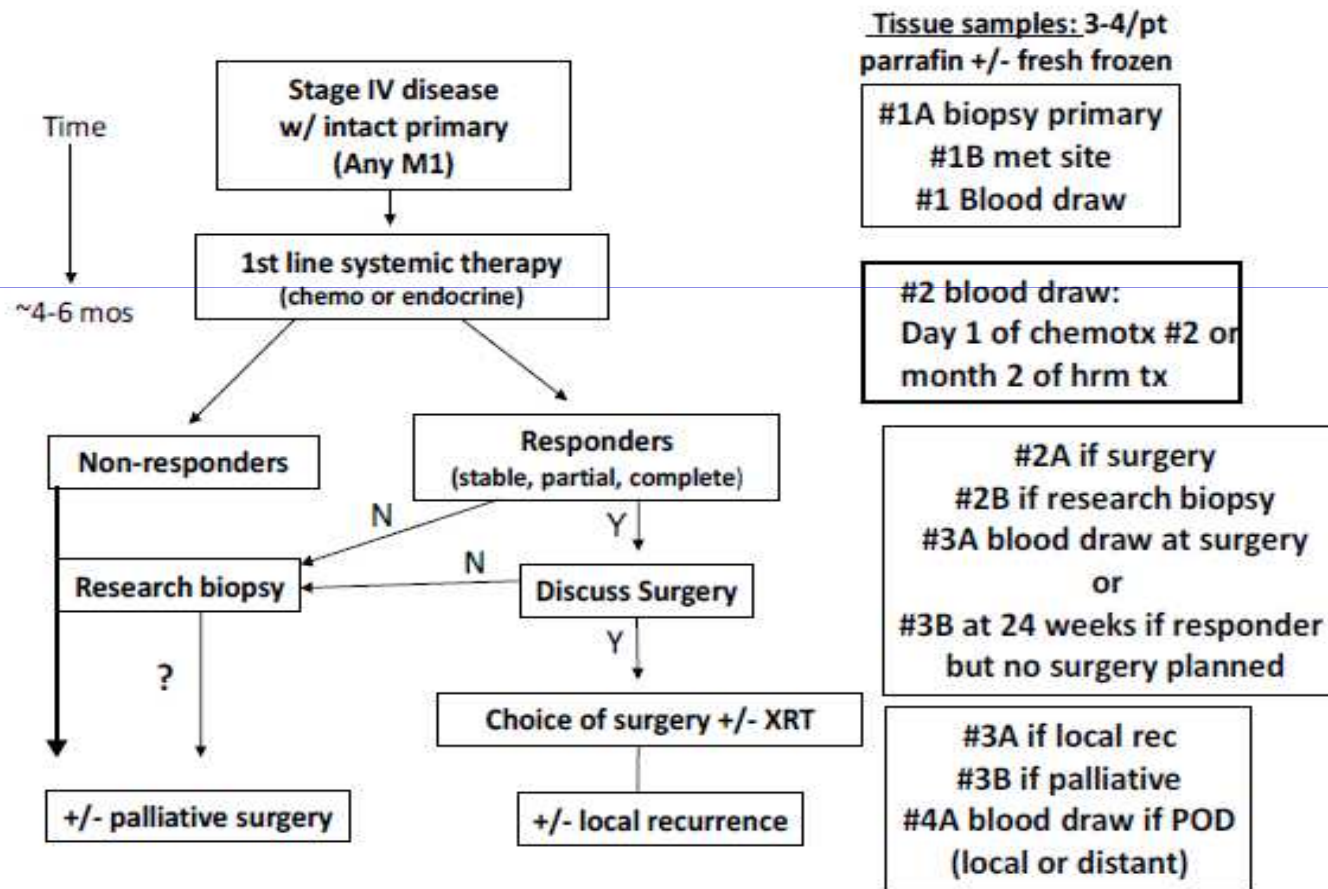 Tissue samples: 3-4/pt
parrafin +/- fresh frozen
Time
~4-6 mos
Stage IV disease
w/ intact primary
(Any M1)
1st line systemic therapy
(chemo or endocrine)
Non-responders
Responders
(stable, partial, complete)
N
Y
Research biopsy
N
Discuss Surgery
?
Y
Choice of surgery +/- XRT
+/- palliative surgery
+/- local recurrence
#1A biopsy primary
#1B met site
#1 Blood draw
#2 blood draw:
Day 1 of chemotx #2 or
month 2 of hrm tx
#2A if surgery
#2B if research biopsy
#3A blood draw at surgery
or
#3B at 24 weeks if responder
but no surgery planned
#3A if local rec
#3B if palliative
#4A blood draw if POD
(local or distant)